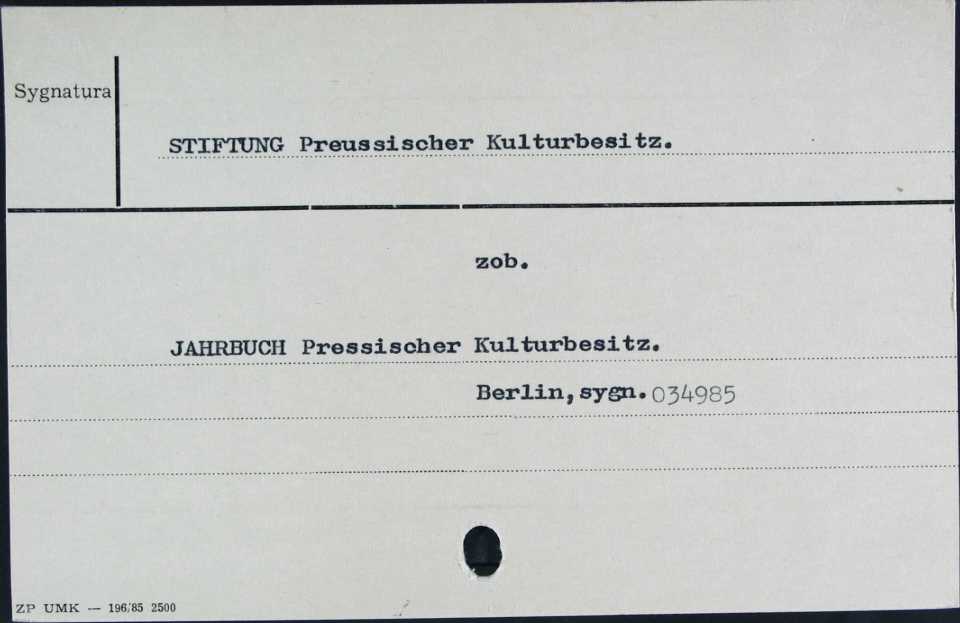 Sygnatura
STIFTUNG Preussischer Kulturbesitz.
zob.
JAHRBUCH Pressischer Kulturbesitz.
Berlin,sygn. 034985
ZP UMK — 196/85 2500